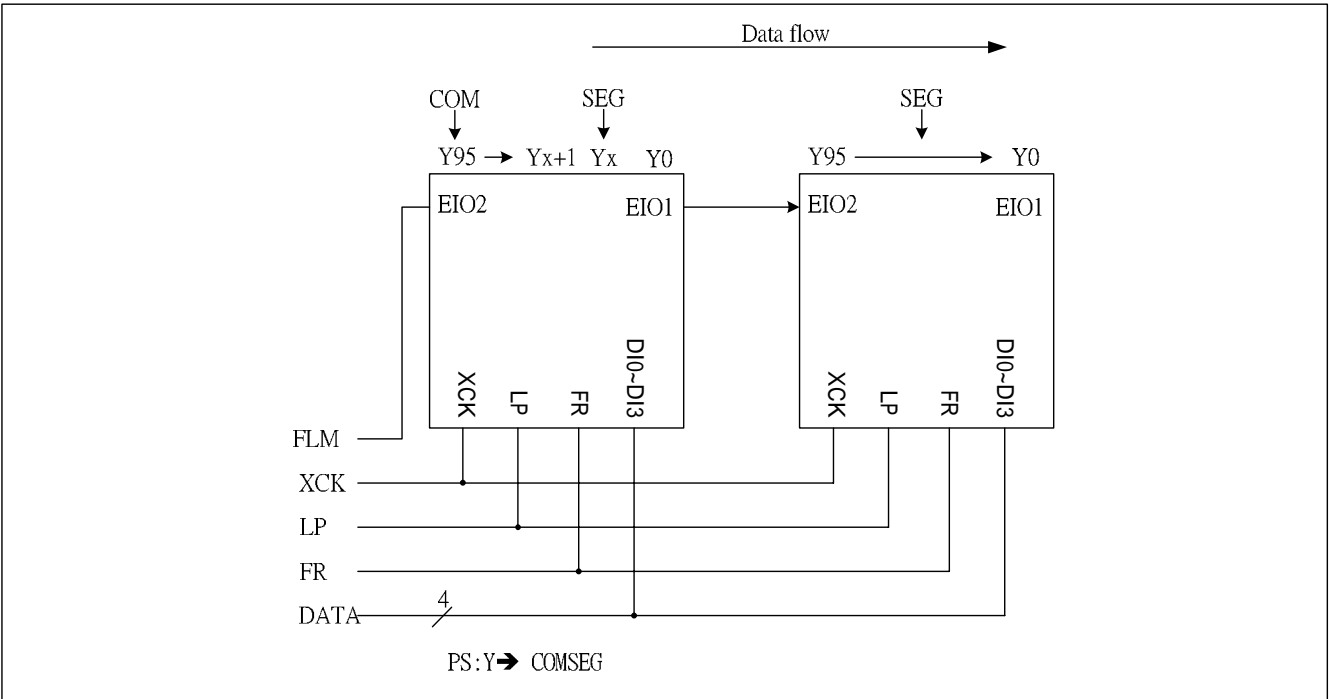 Data flow
COM SEG SEG
Y95 → Yx+1 Yx Y0 Y95 → Y0
EIO2 EIO1 EIO2 EIO1
XCK LP FR DI0~DI3 XCK LP FR DI0~DI3
FLM
XCK
LP
FR
4
DATA
PS:Y➔ COMSEG